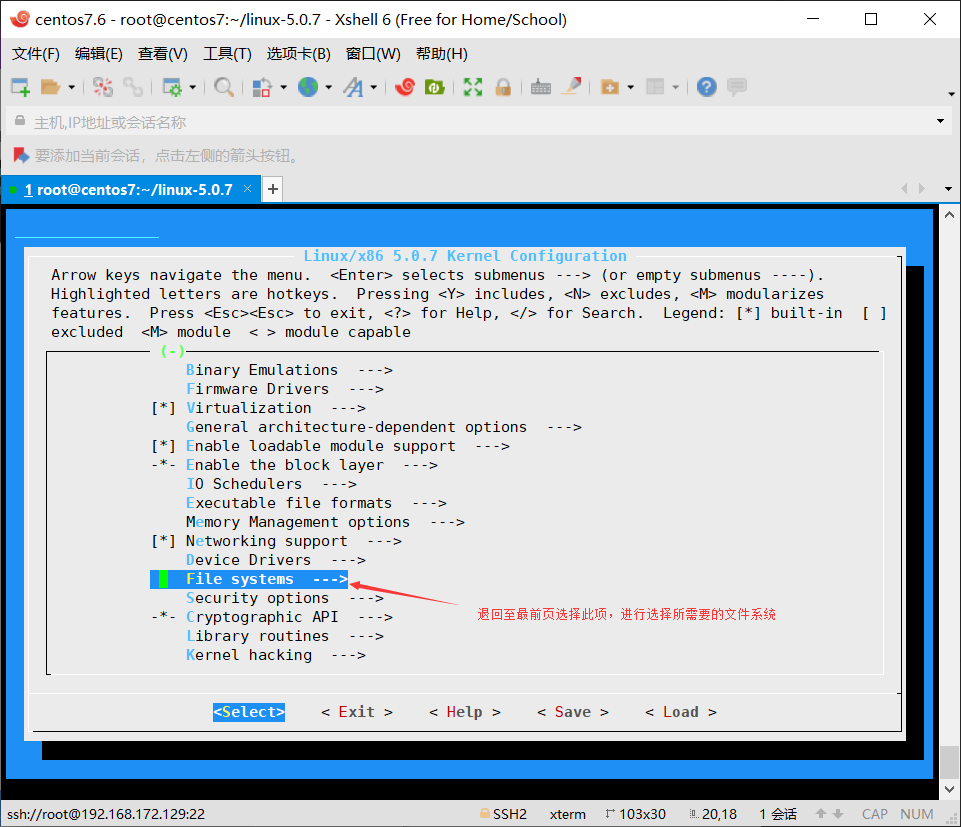 centos7.6 - root@centos7:~/linux-5.0.7 - Xshell 6 (Free for Home/School)
文件(F) 编辑(E) 查看(V) 工具(T) 选项卡(B) 窗口(W) 帮助(H)
主机,IP地址或会话名称
要添加当前会话，点击左侧的箭头按钮。
1 root@centos7:~/linux-5.0.7 × +
Linux/x86 5.0.7 Kernel Configuration
Arrow keys navigate the menu.  <Enter> selects submenus ---> (or empty submenus ----).
Highlighted letters are hotkeys.  Pressing <Y> includes, <N> excludes, <M> modularizes
features.  Press <Esc><Esc> to exit, <?> for Help, </> for Search.  Legend: [*] built-in  [ ]
excluded  <M> module  < > module capable
(-)
Binary Emulations  --->
Firmware Drivers  --->
[*] Virtualization  --->
General architecture-dependent options  --->
[*] Enable loadable module support  --->
-*- Enable the block layer  --->
IO Schedulers  --->
Executable file formats  --->
Memory Management options  --->
[*] Networking support  --->
Device Drivers  --->
File systems  --->
Security options  --->
退回至最前页选择此项，进行选择所需要的文件系统
-*- Cryptographic API  --->
Library routines  --->
Kernel hacking  --->
<Select> < Exit > < Help > < Save > < Load >
ssh://root@192.168.172.129:22 SSH2 xterm 103x30 20,18 1 会话 CAP NUM